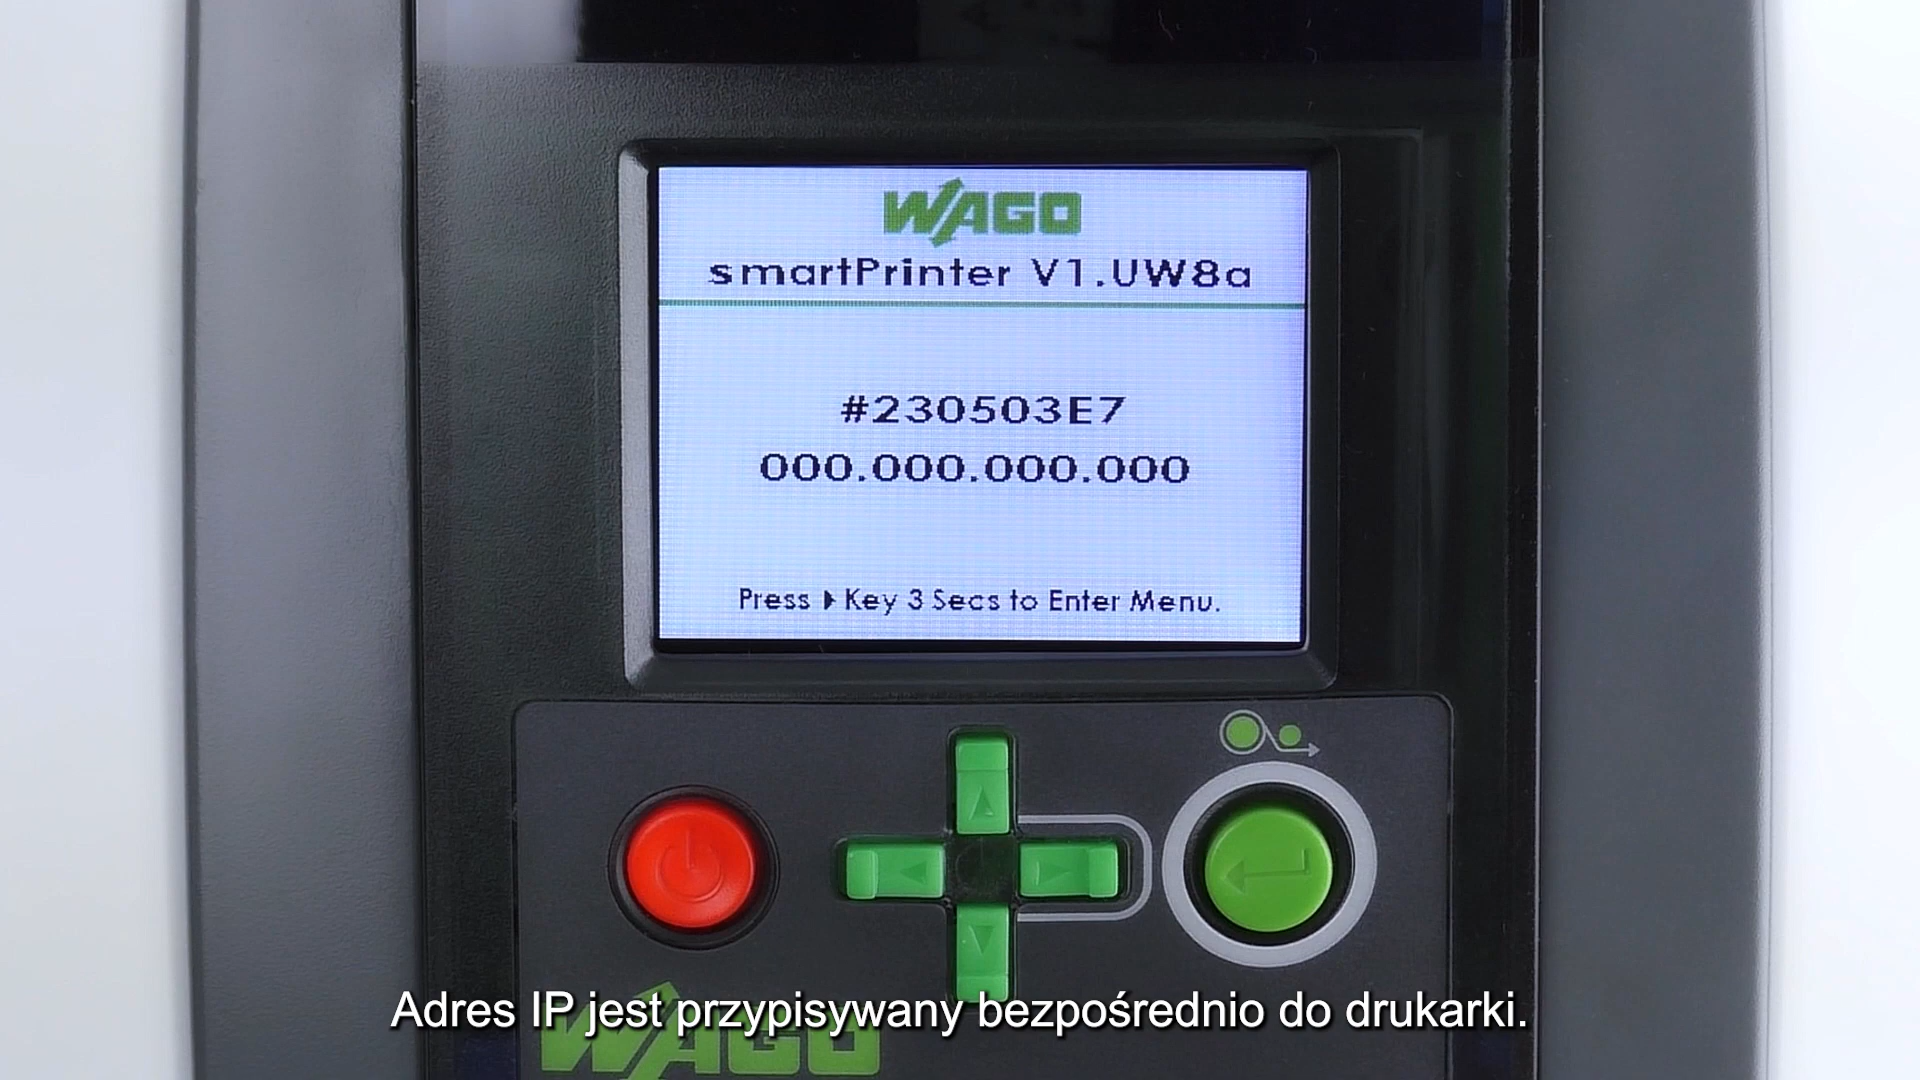 WAGO
smartPrinter V1.UW8a
#230503E7
000.000.000.000
Press ▶ Key 3 Secs to Enter Menu.
Adres IP jest przypisywany bezpośrednio do drukarki.
WAGO